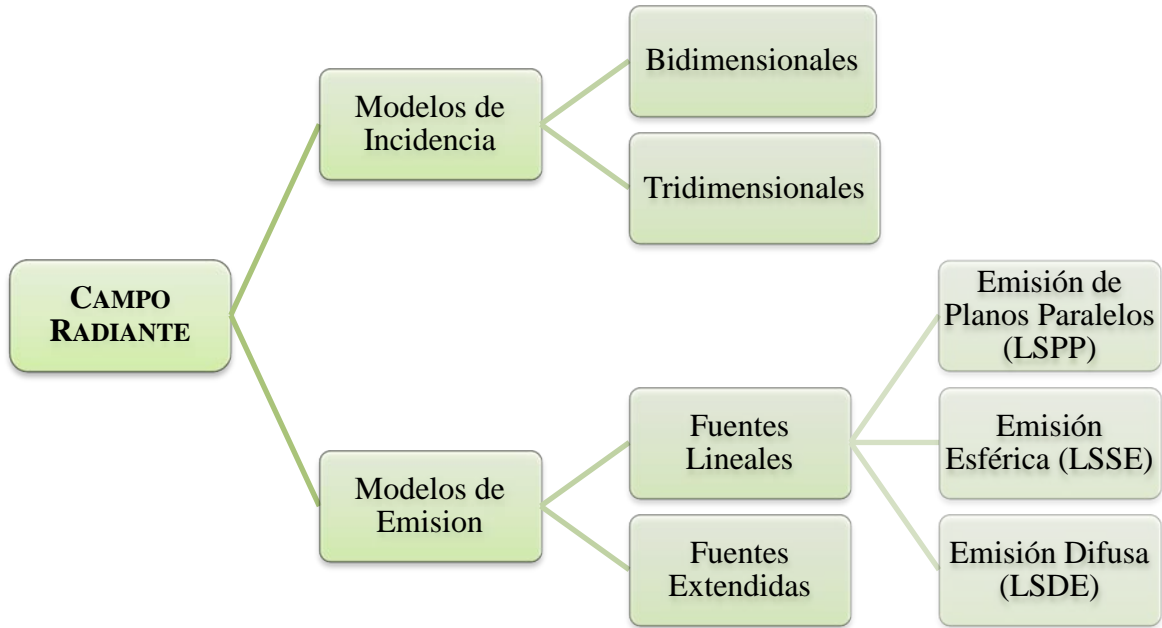 CAMPO
RADIANTE
Modelos de
Incidencia
Bidimensionales
Tridimensionales
Modelos de
Emision
Fuentes
Lineales
Emisión de
Planos Paralelos
(LSPP)
Emisión
Esférica (LSSE)
Emisión Difusa
(LSDE)
Fuentes
Extendidas